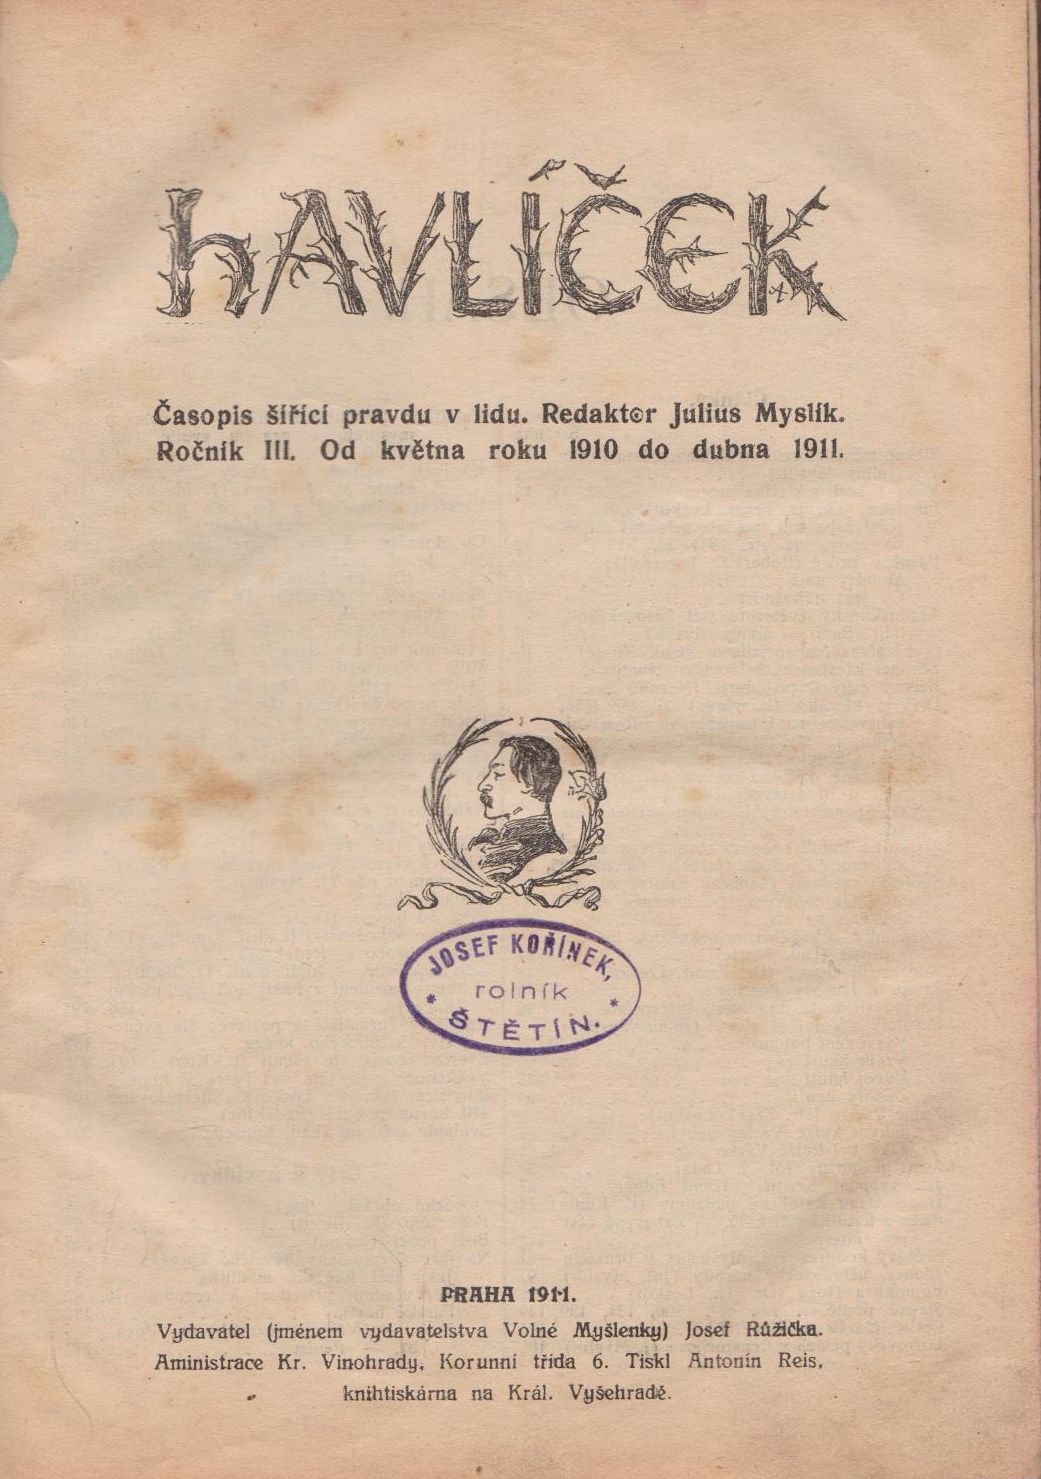 HAVLÍČEK
Časopis šířící pravdu v lidu. Redaktor Julius Myslík.
Ročník III. Od května roku 1910 do dubna 1911.
JOSEF KOŘÍNEK,
rolník
* ŠTĚTÍN. *
PRAHA 1911.
Vydavatel (jménem vydavatelstva Volné Myšlenky) Josef Růžička.
Aministrace Kr. Vinohrady, Korunní třída 6. Tiskl Antonín Reis,
knihtiskárna na Král. Vyšehradě.